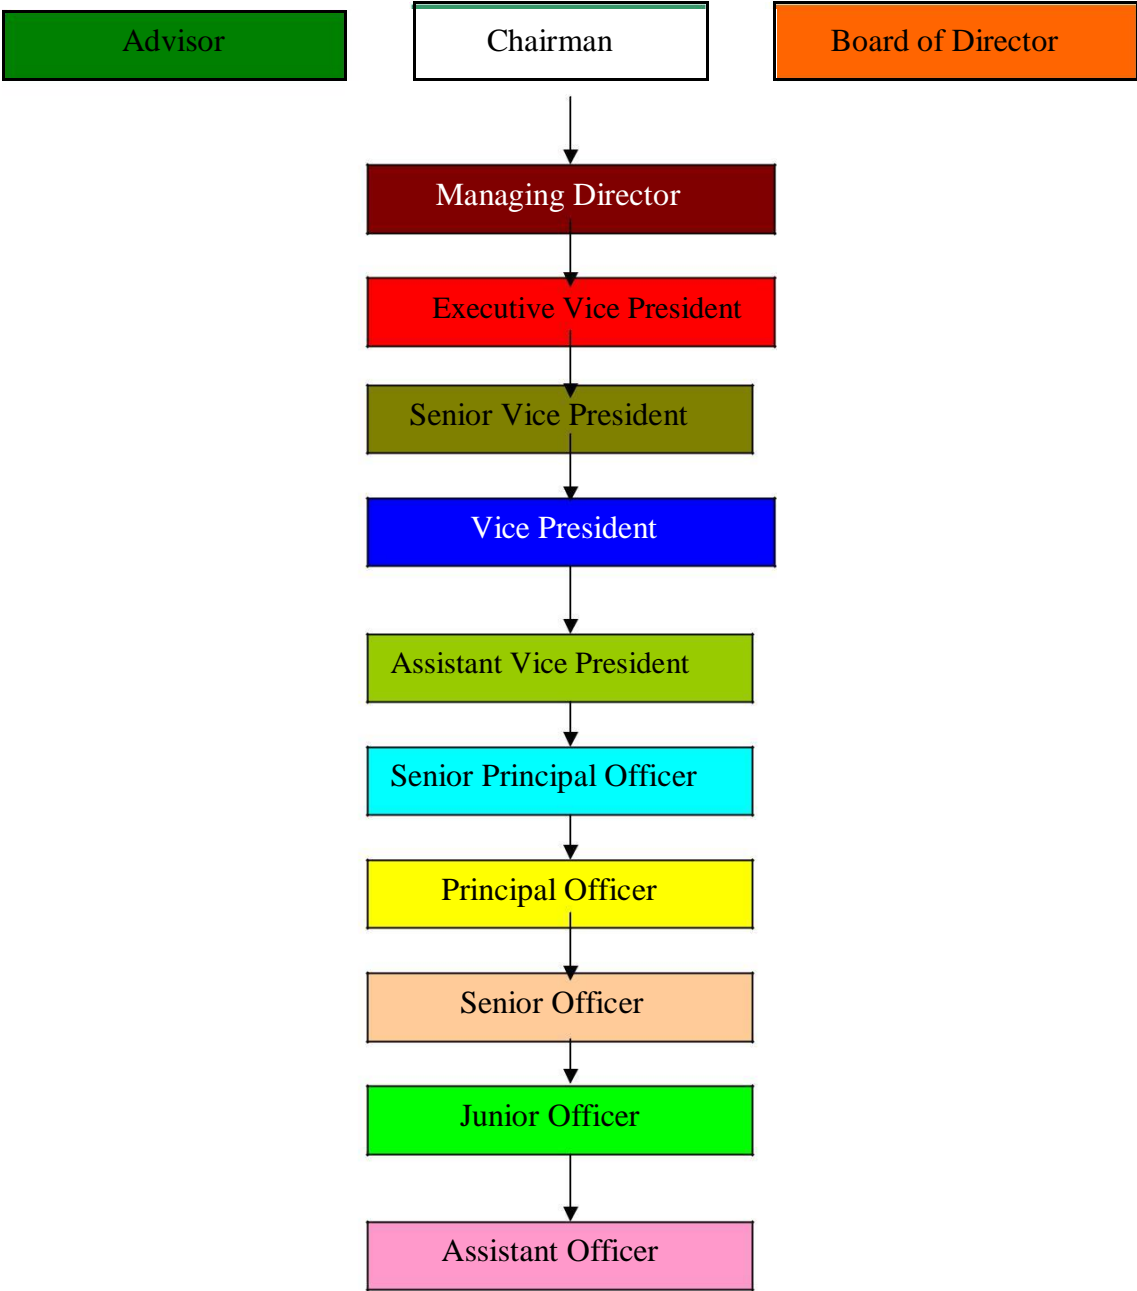 Advisor
Chairman
Board of Director
Managing Director
Executive Vice President
Senior Vice President
Vice President
Assistant Vice President
Senior Principal Officer
Principal Officer
Senior Officer
Junior Officer
Assistant Officer